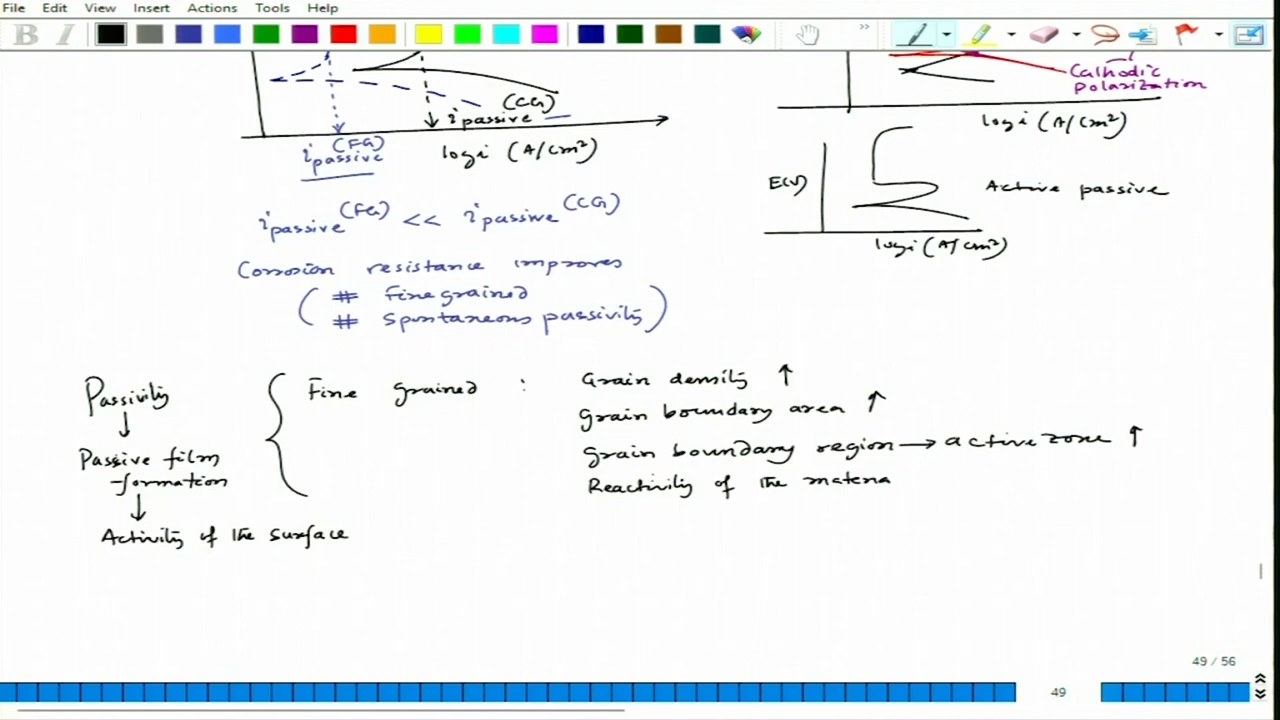 File Edit View Insert Actions Tools Help
B I
Cathodic
polarization
i passive (CG)
i passive (FG)
log i (A/cm²)
log i (A/cm²)
E(V)
Active passive
log i (A/cm²)
i passive (FG) << i passive (CG)
Corrosion resistance improves
( # Fine grained
# Spontaneous passivity )
Passivity
↓
Passive film
-formation
↓
Activity of the surface
Fine grained :
Grain density ↑
Grain boundary area ↑
Grain boundary region → active zone ↑
Reactivity of the materia
49 / 56
49